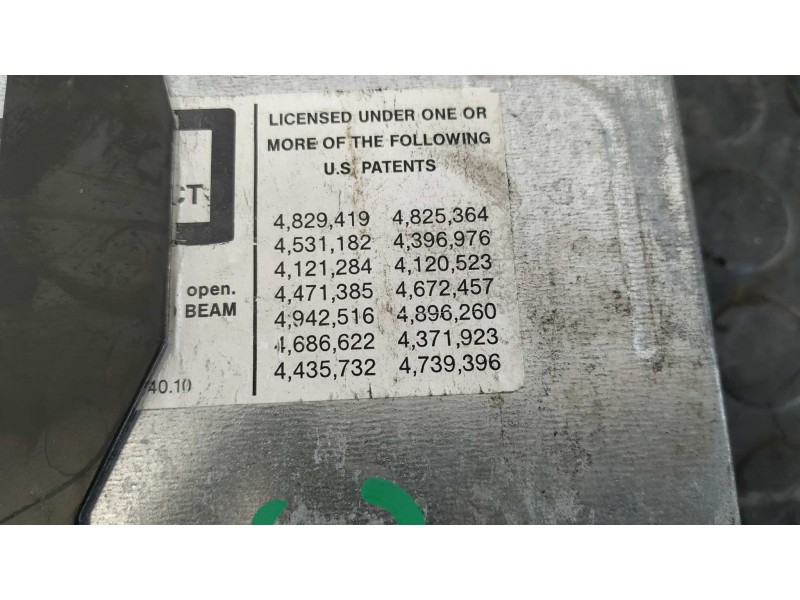 LICENSED UNDER ONE OR
MORE OF THE FOLLOWING
U.S. PATENTS
4,829,419 4,825,364
4,531,182 4,396,976
4,121,284 4,120,523
4,471,385 4,672,457
4,942,516 4,896,260
4,686,622 4,371,923
4,435,732 4,739,396
CT
open.
BEAM
40.10